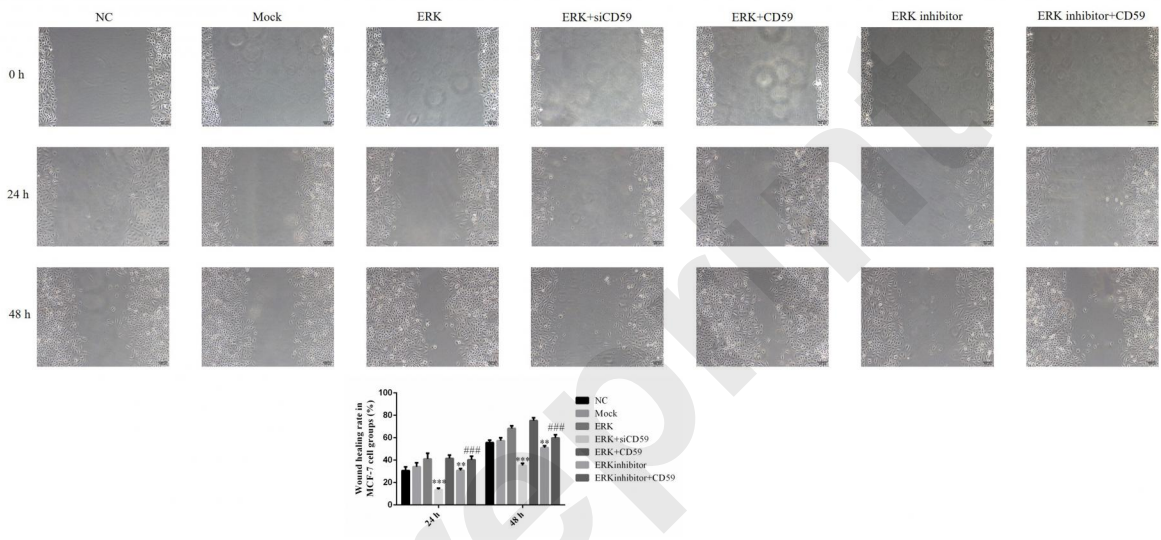 NC Mock ERK ERK+siCD59 ERK+CD59 ERK inhibitor ERK inhibitor+CD59
0 h
24 h
48 h
Wound healing rate in
MCF-7 cell groups (%)
100
80
60
40
20
0
*** ** ###
*** ** ###
24 h 48 h
NC
Mock
ERK
ERK+siCD59
ERK+CD59
ERKinhibitor
ERKinhibitor+CD59